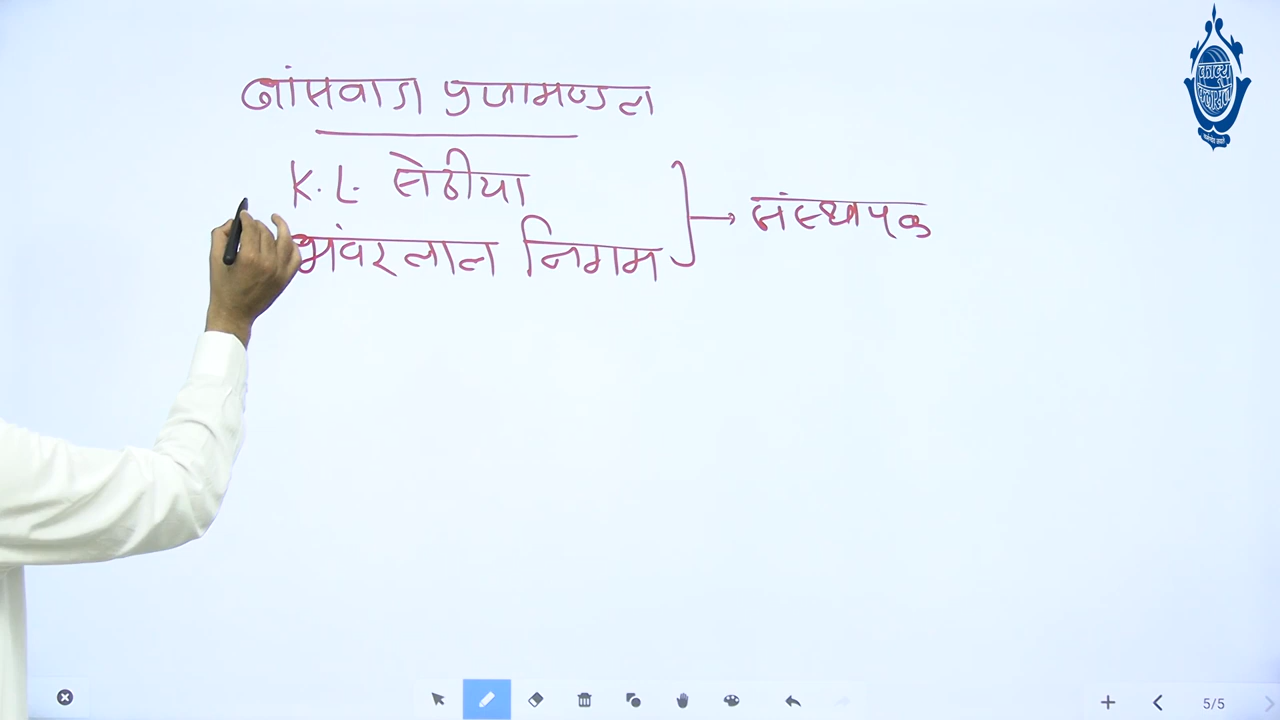 बांसवाडा प्रजामण्डल
K. L. सेठीया
भंवरलाल निगम
संस्थापक
काव्य
5/5